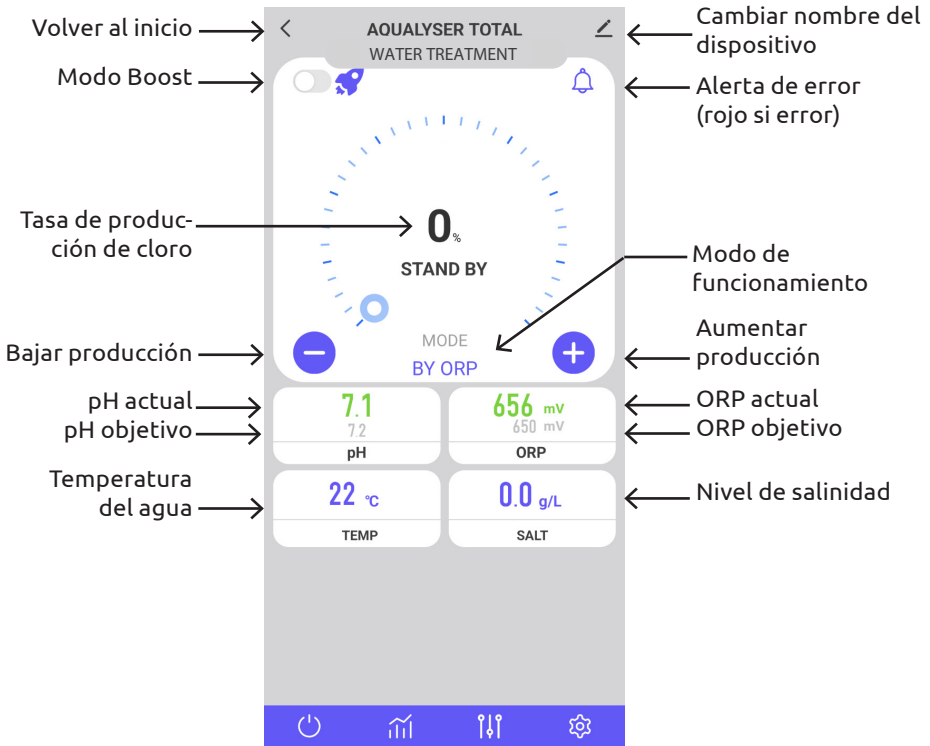 Volver al inicio
Modo Boost
Tasa de produc-
ción de cloro
Bajar producción
pH actual
pH objetivo
Temperatura
del agua
AQUALYSER TOTAL
WATER TREATMENT
0%
STAND BY
MODE
BY ORP
7.1
7.2
pH
656 mV
650 mV
ORP
22 °C
TEMP
0.0 g/L
SALT
Cambiar nombre del
dispositivo
Alerta de error
(rojo si error)
Modo de
funcionamiento
Aumentar
producción
ORP actual
ORP objetivo
Nivel de salinidad